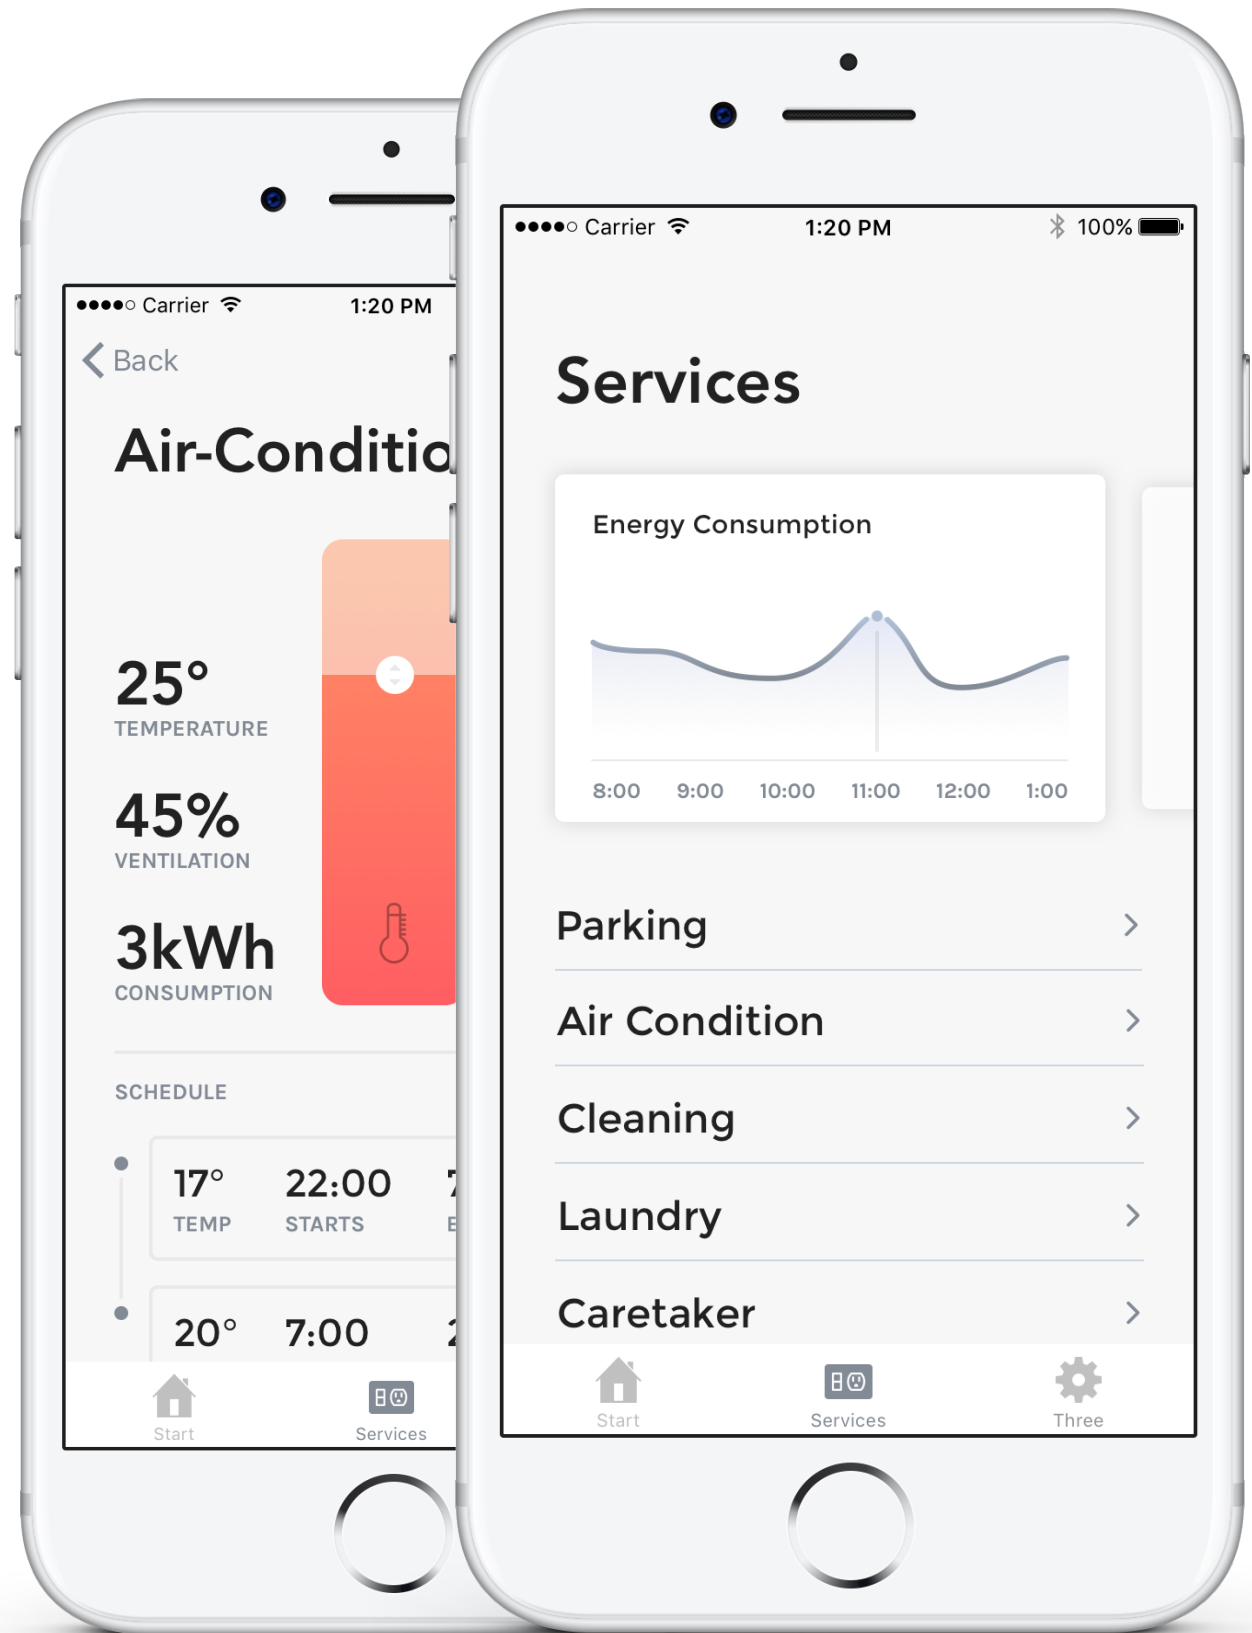 Carrier 1:20 PM
Back
Air-Conditio
25°
TEMPERATURE
45%
VENTILATION
3kWh
CONSUMPTION
SCHEDULE
17° 22:00
TEMP STARTS
20° 7:00
Start Services
Carrier 1:20 PM 100%
Services
Energy Consumption
8:00 9:00 10:00 11:00 12:00 1:00
Parking
Air Condition
Cleaning
Laundry
Caretaker
Start Services Three